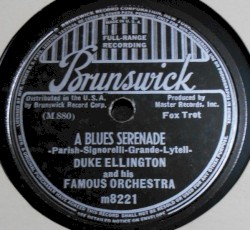 FULL-RANGE
RECORDING
Brunswick
Distributed in the U.S.A.
by Brunswick Record Corp.
Produced by
Master Records Inc.
(M 880)
Fox Trot
A BLUES SERENADE
-Parish-Signorelli-Grande-Lytell-
DUKE ELLINGTON
and his
FAMOUS ORCHESTRA
m8221